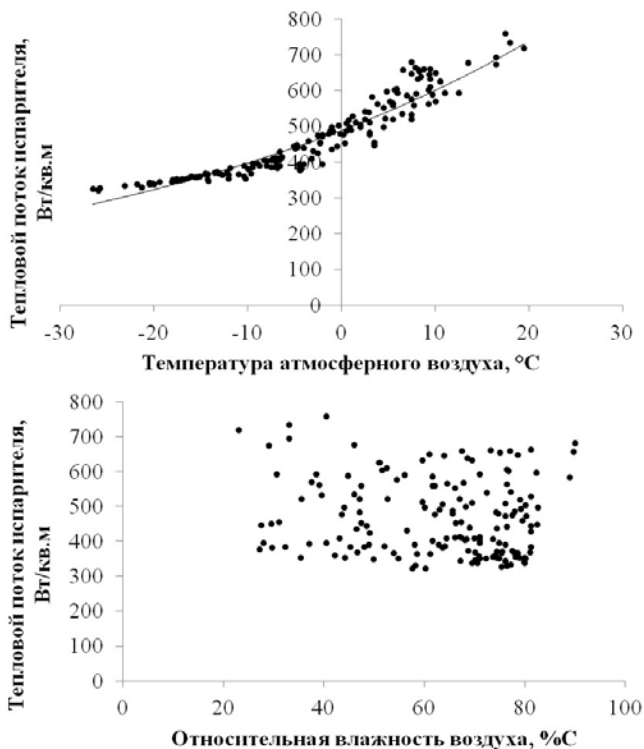 Тепловой поток испарителя,
Вт/кв.м
800
700
600
500
400
300
200
100
0
-30 -20 -10 0 10 20 30
Температура атмосферного воздуха, °C
Тепловой поток испарителя,
Вт/кв.м
800
700
600
500
400
300
200
100
0
0 20 40 60 80 100
Относительная влажность воздуха, %C